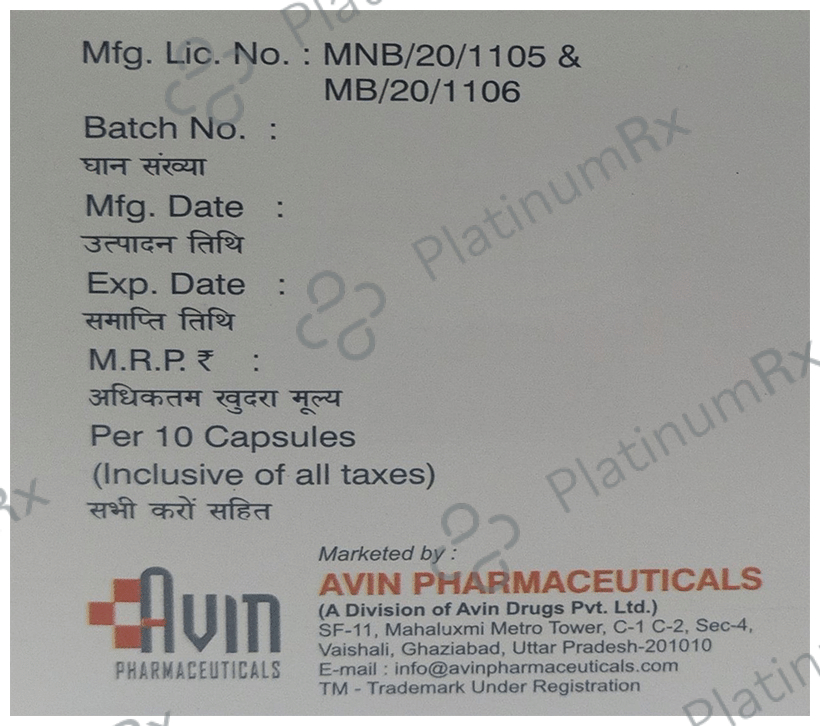 Mfg. Lic. No. : MNB/20/1105 &
MB/20/1106
Batch No. :
घान संख्या
Mfg. Date :
उत्पादन तिथि
Exp. Date :
समाप्ति तिथि
M.R.P. ₹ :
अधिकतम खुदरा मूल्य
Per 10 Capsules
(Inclusive of all taxes)
सभी करों सहित
Marketed by :
AVIN PHARMACEUTICALS
(A Division of Avin Drugs Pvt. Ltd.)
SF-11, Mahaluxmi Metro Tower, C-1 C-2, Sec-4,
Vaishali, Ghaziabad, Uttar Pradesh-201010
E-mail : info@avinpharmaceuticals.com
TM - Trademark Under Registration
AVIN
PHARMACEUTICALS
PlatinumRx
PlatinumRx
Platin
Rx
Platin